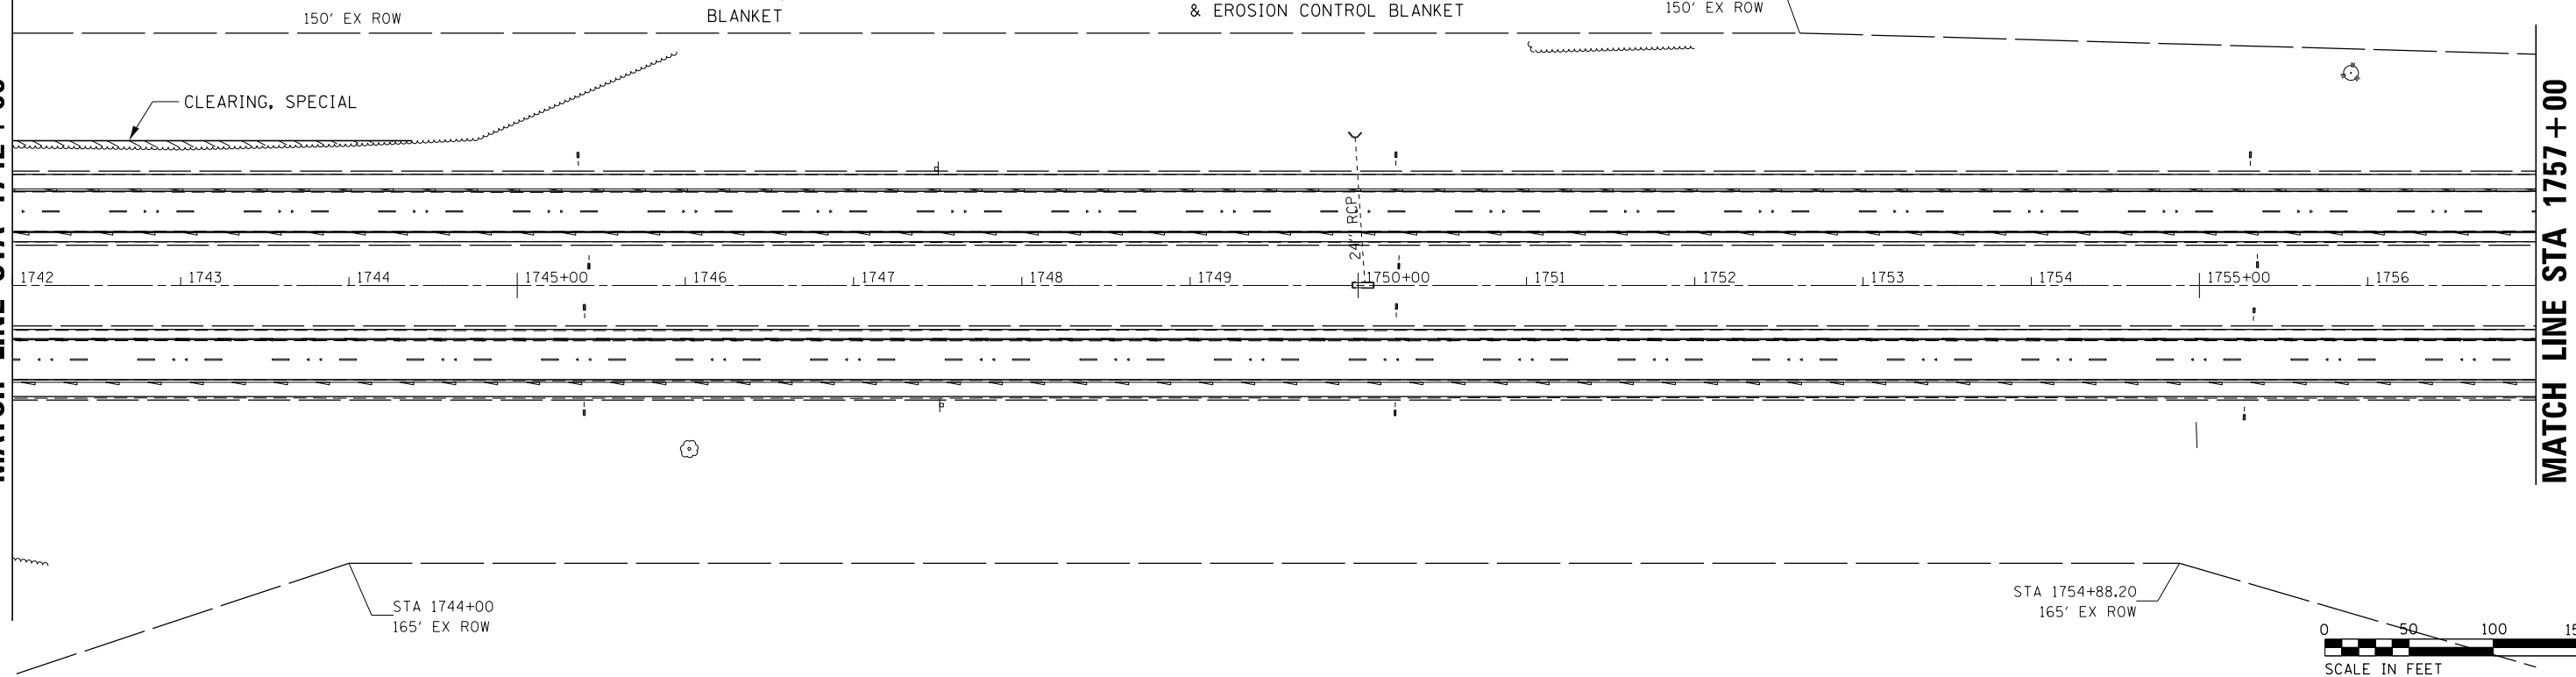 150' EX ROW
BLANKET
& EROSION CONTROL BLANKET
150' EX ROW
CLEARING, SPECIAL
24" RCP
1742 1743 1744 1745+00 1746 1747 1748 1749 1750+00 1751 1752 1753 1754 1755+00 1756
MATCH LINE STA 1757+00
STA 1744+00
165' EX ROW
STA 1754+88.20
165' EX ROW
0 50 100
SCALE IN FEET